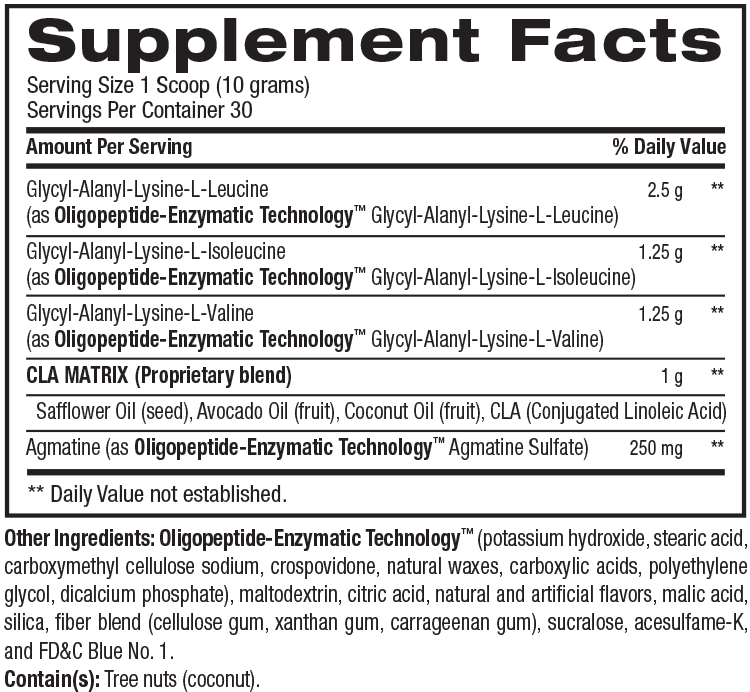 Supplement Facts
Serving Size 1 Scoop (10 grams)
Servings Per Container 30
Amount Per Serving % Daily Value
Glycyl-Alanyl-Lysine-L-Leucine 2.5 g **
(as Oligopeptide-Enzymatic Technology™ Glycyl-Alanyl-Lysine-L-Leucine)
Glycyl-Alanyl-Lysine-L-Isoleucine 1.25 g **
(as Oligopeptide-Enzymatic Technology™ Glycyl-Alanyl-Lysine-L-Isoleucine)
Glycyl-Alanyl-Lysine-L-Valine 1.25 g **
(as Oligopeptide-Enzymatic Technology™ Glycyl-Alanyl-Lysine-L-Valine)
CLA MATRIX (Proprietary blend) 1 g **
Safflower Oil (seed), Avocado Oil (fruit), Coconut Oil (fruit), CLA (Conjugated Linoleic Acid)
Agmatine (as Oligopeptide-Enzymatic Technology™ Agmatine Sulfate) 250 mg **
** Daily Value not established.
Other Ingredients: Oligopeptide-Enzymatic Technology™ (potassium hydroxide, stearic acid,
carboxymethyl cellulose sodium, crospovidone, natural waxes, carboxylic acids, polyethylene
glycol, dicalcium phosphate), maltodextrin, citric acid, natural and artificial flavors, malic acid,
silica, fiber blend (cellulose gum, xanthan gum, carrageenan gum), sucralose, acesulfame-K,
and FD&C Blue No. 1.
Contain(s): Tree nuts (coconut).